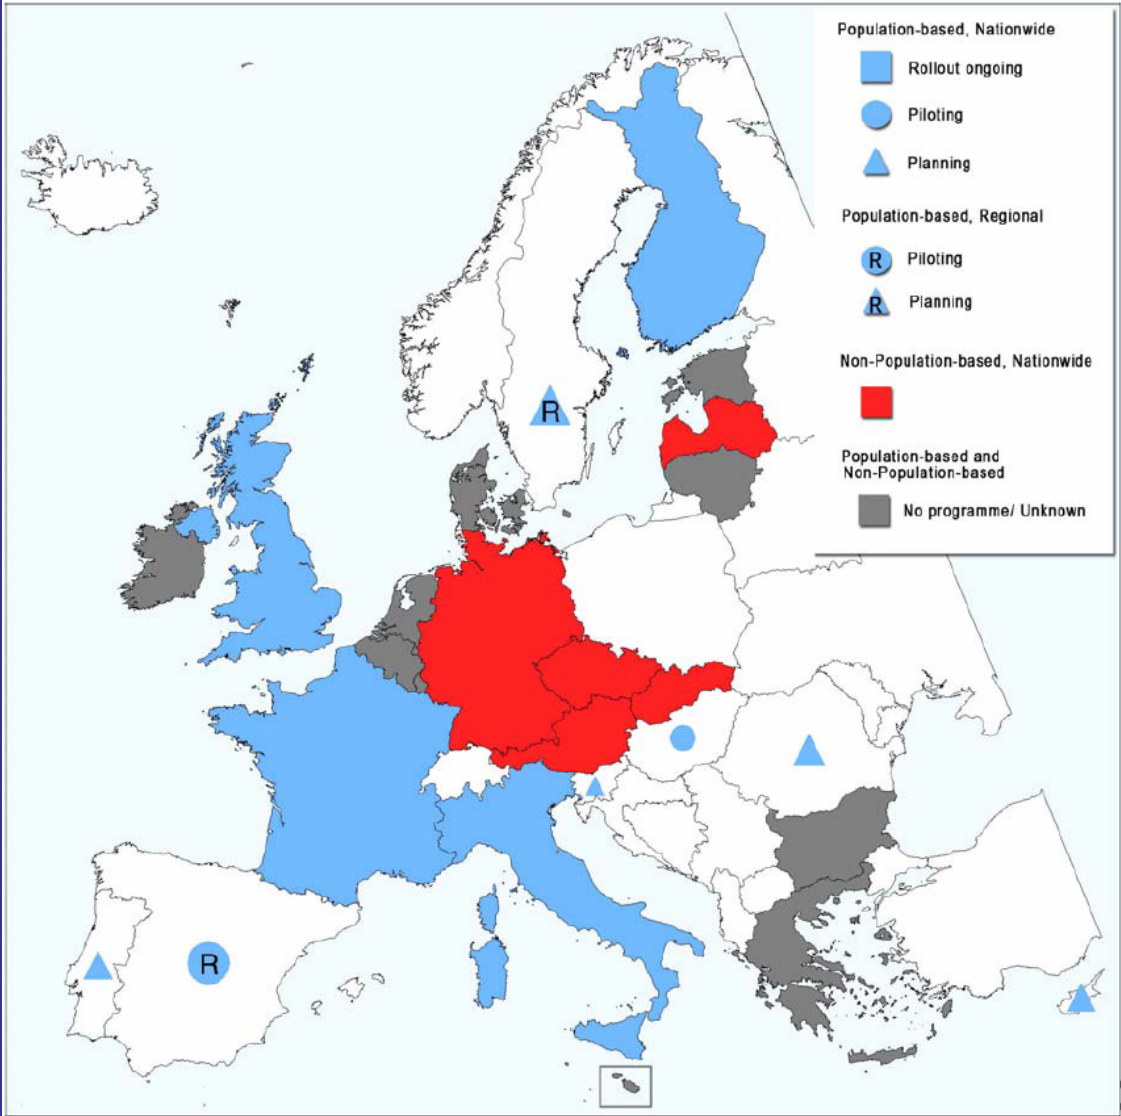 Population-based, Nationwide
Rollout ongoing
Piloting
Planning
Population-based, Regional
R Piloting
R Planning
Non-Population-based, Nationwide
Population-based and
Non-Population-based
No programme/ Unknown
R
R